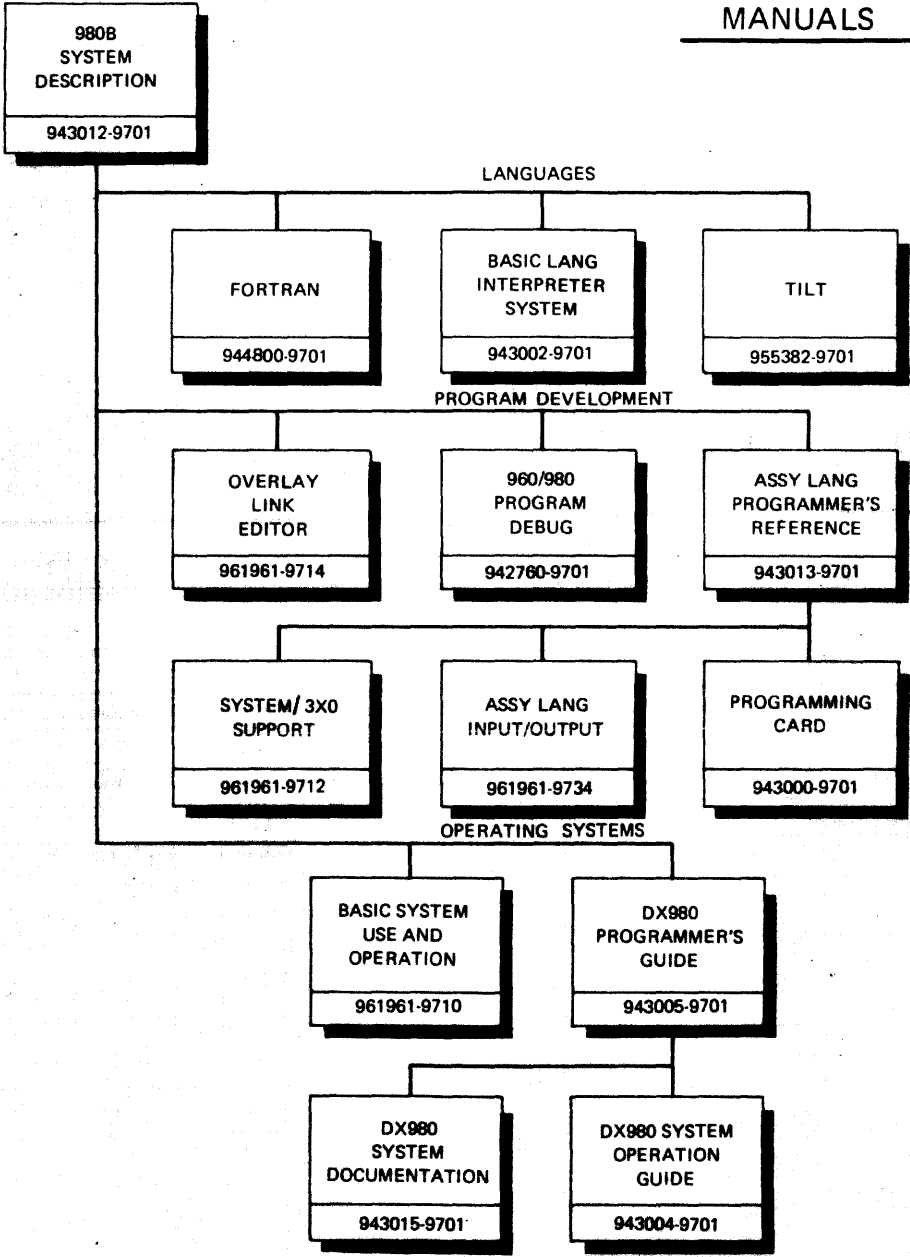 MANUALS
980B
SYSTEM
DESCRIPTION
943012-9701
LANGUAGES
FORTRAN
944800-9701
BASIC LANG
INTERPRETER
SYSTEM
943002-9701
TILT
955382-9701
PROGRAM DEVELOPMENT
OVERLAY
LINK
EDITOR
961961-9714
960/980
PROGRAM
DEBUG
942760-9701
ASSY LANG
PROGRAMMER'S
REFERENCE
943013-9701
SYSTEM/ 3X0
SUPPORT
961961-9712
ASSY LANG
INPUT/OUTPUT
961961-9734
PROGRAMMING
CARD
943000-9701
OPERATING SYSTEMS
BASIC SYSTEM
USE AND
OPERATION
961961-9710
DX980
PROGRAMMER'S
GUIDE
943005-9701
DX980
SYSTEM
DOCUMENTATION
943015-9701
DX980 SYSTEM
OPERATION
GUIDE
943004-9701